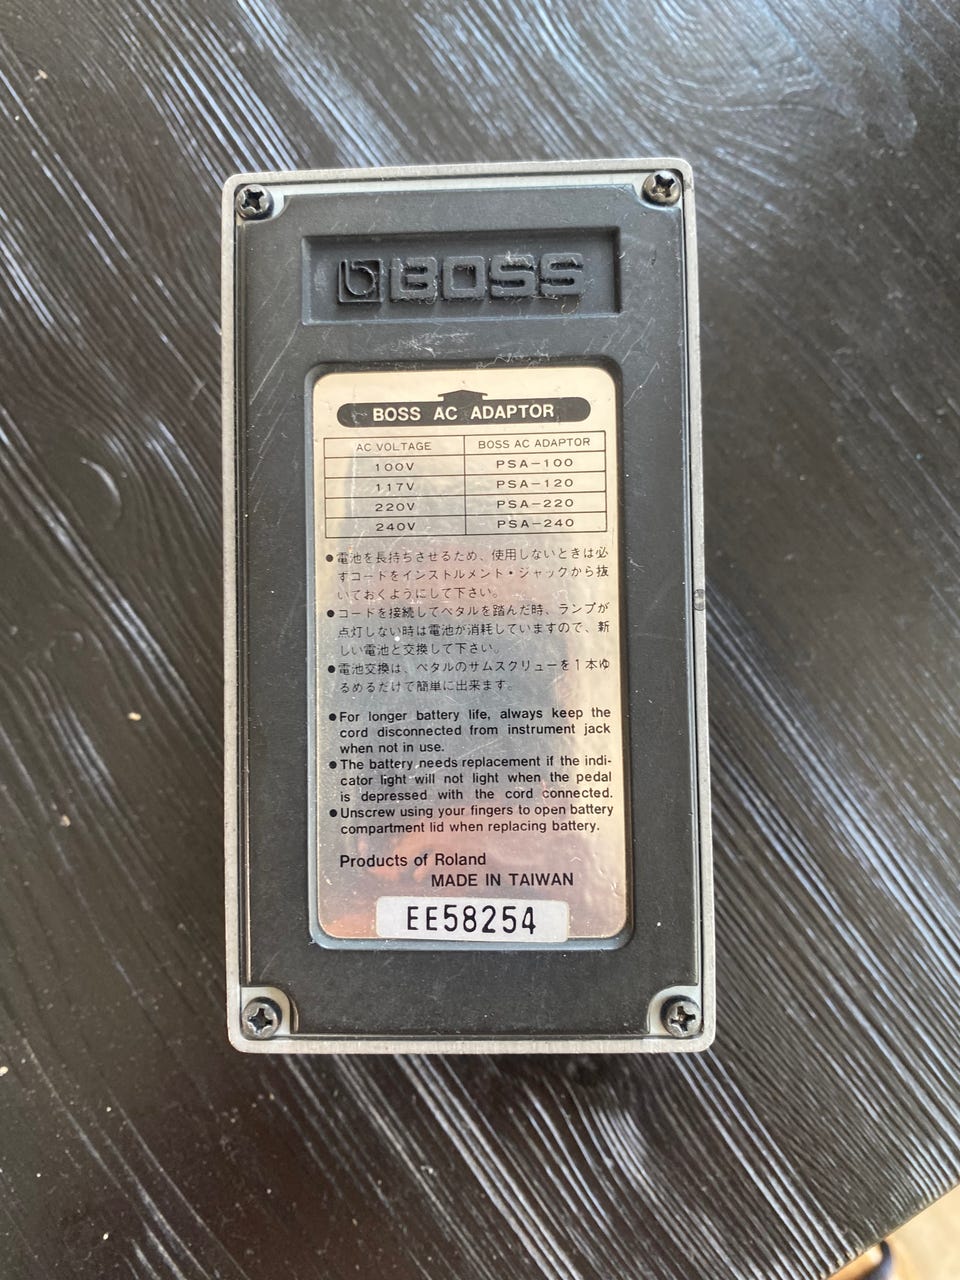 BOSS
BOSS AC ADAPTOR
AC VOLTAGE BOSS AC ADAPTOR
100V PSA-100
117V PSA-120
220V PSA-220
240V PSA-240
●電池を長持ちさせるため、使用しないときは必
ずコードをインストルメント・ジャックから抜
いておくようにして下さい。
●コードを接続してペタルを踏んだ時、ランプが
点灯しない時は電池が消耗していますので、新
しい電池と交換して下さい。
●電池交換は、ペタルのサムスクリューを1本ゆ
るめるだけで簡単に出来ます。
●For longer battery life, always keep the
cord disconnected from instrument jack
when not in use.
●The battery needs replacement if the indi-
cator light will not light when the pedal
is depressed with the cord connected.
●Unscrew using your fingers to open battery
compartment lid when replacing battery.
Products of Roland
MADE IN TAIWAN
EE58254